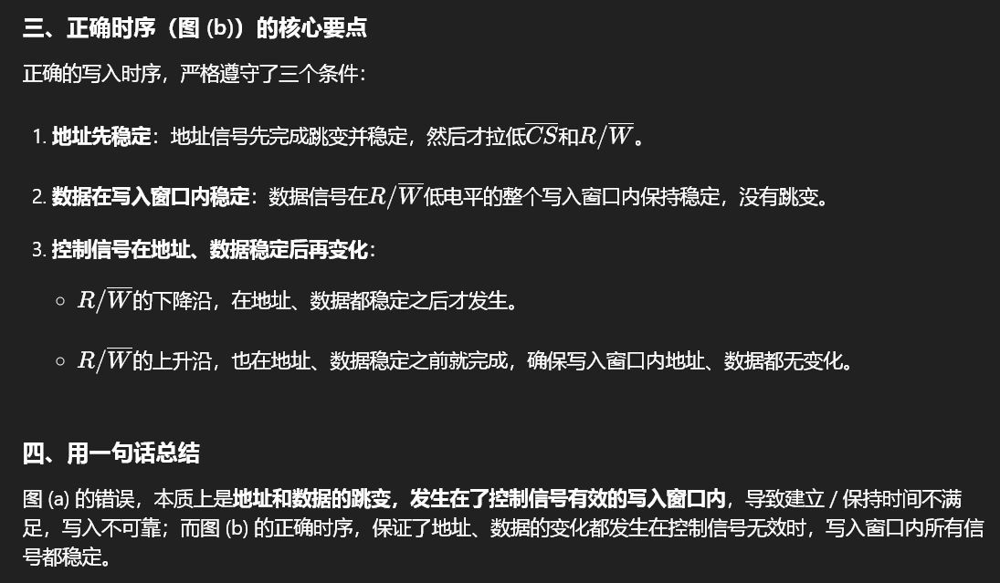 三、正确时序（图 (b)）的核心要点
正确的写入时序，严格遵守了三个条件：
1. 地址先稳定：地址信号先完成跳变并稳定，然后才拉低C̅S̅和R/W̅。
2. 数据在写入窗口内稳定：数据信号在R/W̅低电平的整个写入窗口内保持稳定，没有跳变。
3. 控制信号在地址、数据稳定后再变化：
○ R/W̅的下降沿，在地址、数据都稳定之后才发生。
○ R/W̅的上升沿，也在地址、数据稳定之前就完成，确保写入窗口内地址、数据都无变化。
四、用一句话总结
图 (a) 的错误，本质上是地址和数据的跳变，发生在了控制信号有效的写入窗口内，导致建立 / 保持时间不满
足，写入不可靠；而图 (b) 的正确时序，保证了地址、数据的变化都发生在控制信号无效时，写入窗口内所有信
号都稳定。